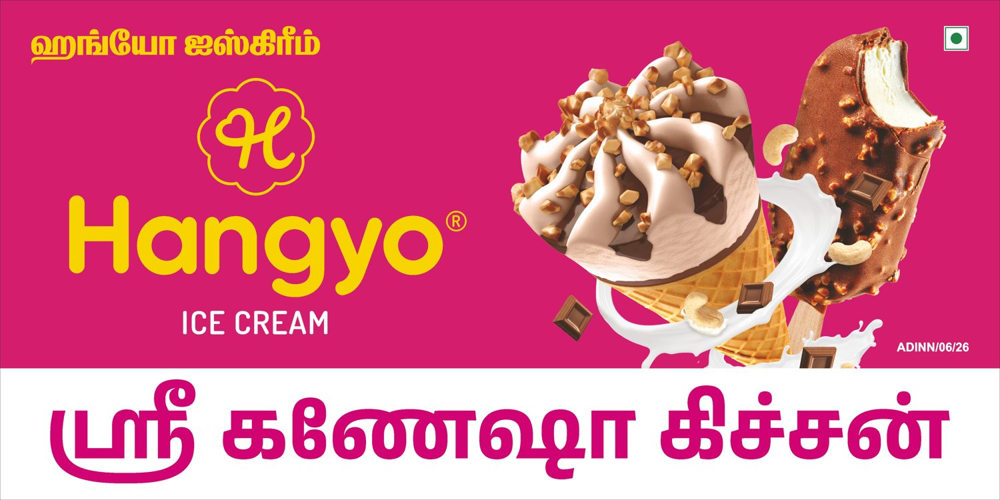 ஹங்யோ ஐஸ்கிரீம்
H
Hangyo®
ICE CREAM
ADINN/06/26
ஸ்ரீ கணேஷா கிச்சன்